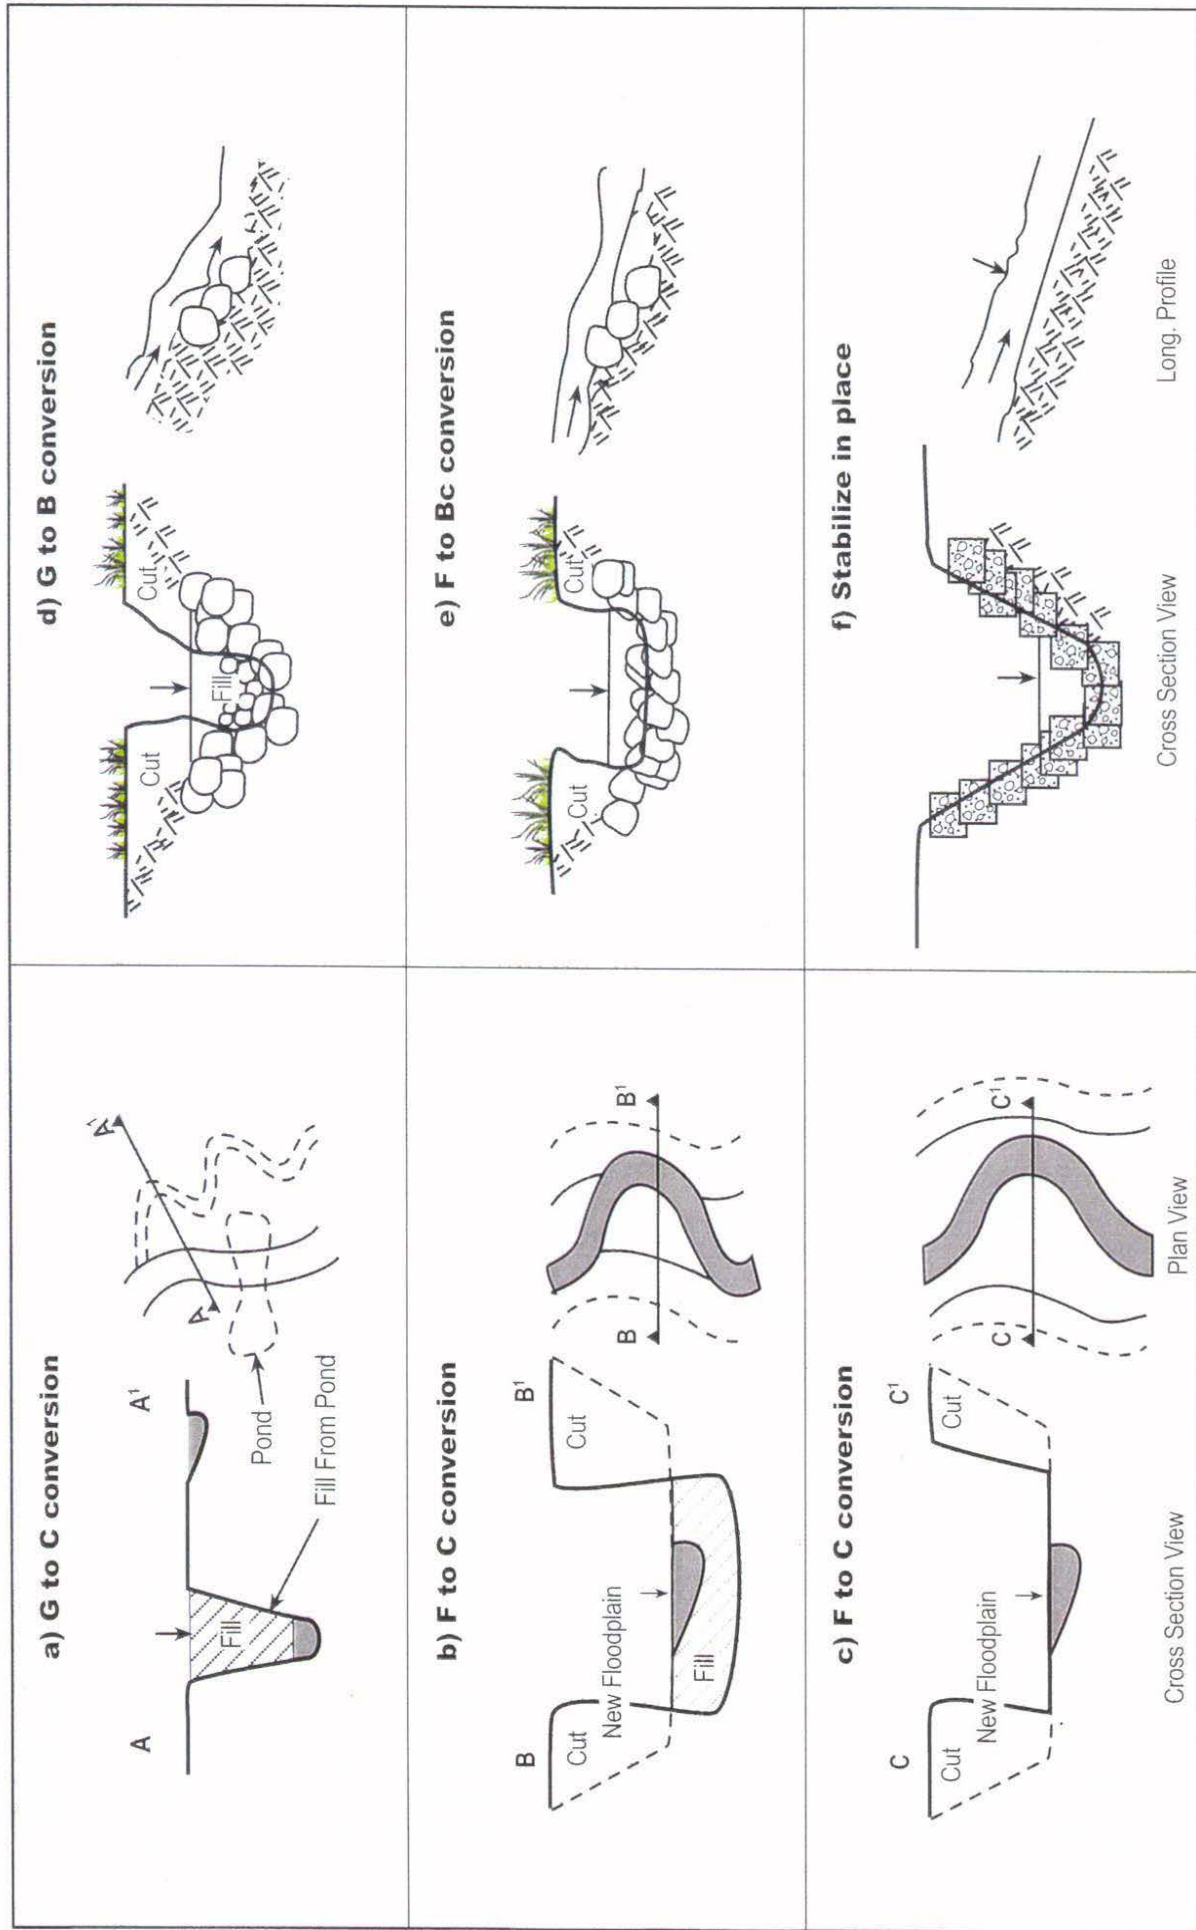 a) G to C conversion
A
A¹
Fill
Pond
Fill From Pond
A
A'
b) F to C conversion
B
B¹
Cut
Cut
New Floodplain
Fill
B
B¹
c) F to C conversion
C
C¹
Cut
Cut
New Floodplain
C
C¹
Cross Section View
Plan View
d) G to B conversion
Cut
Cut
Fill
e) F to Bc conversion
Cut
Cut
f) Stabilize in place
Cross Section View
Long. Profile